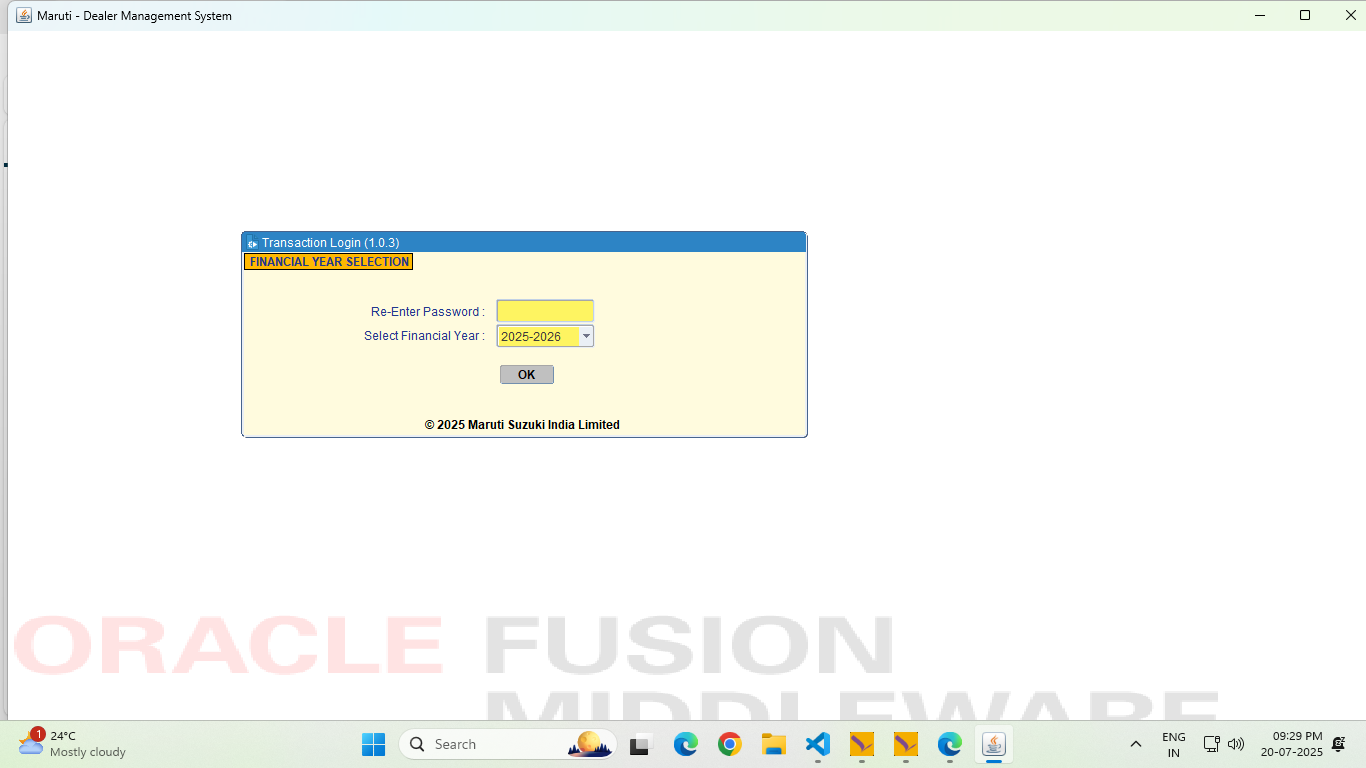 Maruti - Dealer Management System
Transaction Login (1.0.3)
FINANCIAL YEAR SELECTION
Re-Enter Password :
Select Financial Year : 2025-2026
OK
© 2025 Maruti Suzuki India Limited
ORACLE FUSION
MIDDLEWARE
1
24°C
Mostly cloudy
Search
ENG
IN
09:29 PM
20-07-2025